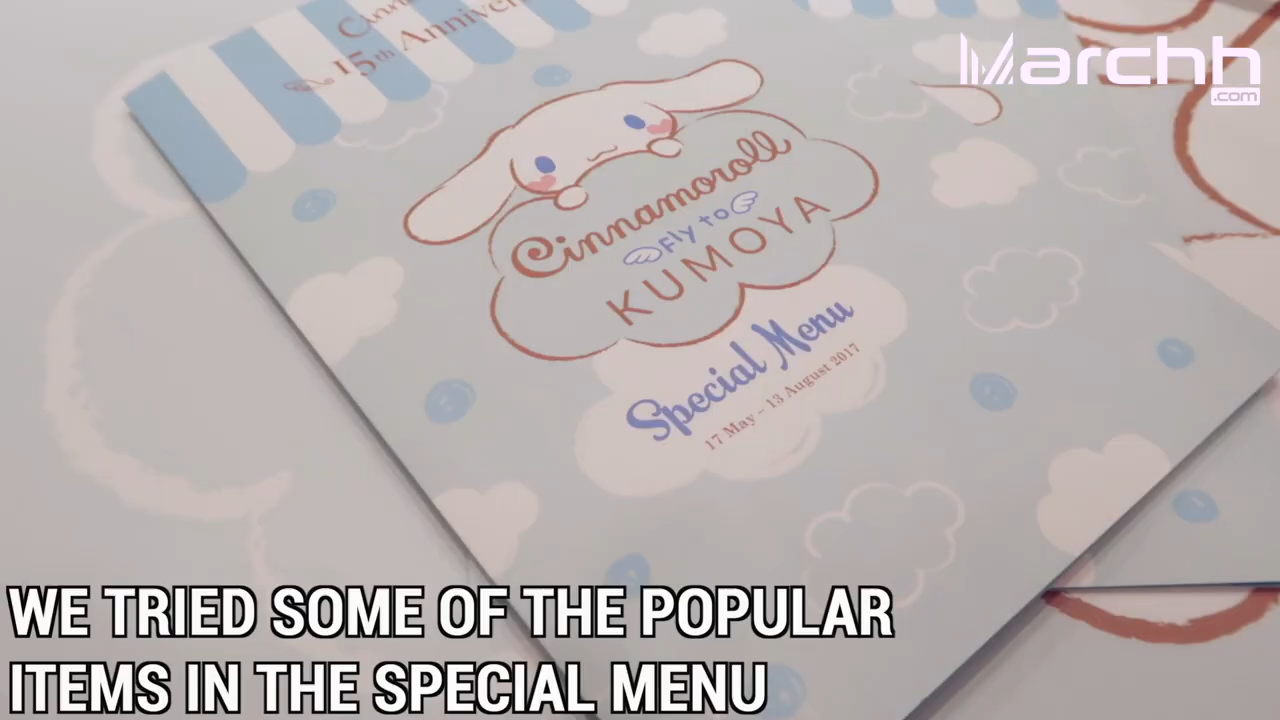 15th Anniver
Marchh
.com
Cinnamoroll
Fly to
KUMOYA
Special Menu
17 May - 13 August 2017
WE TRIED SOME OF THE POPULAR
ITEMS IN THE SPECIAL MENU